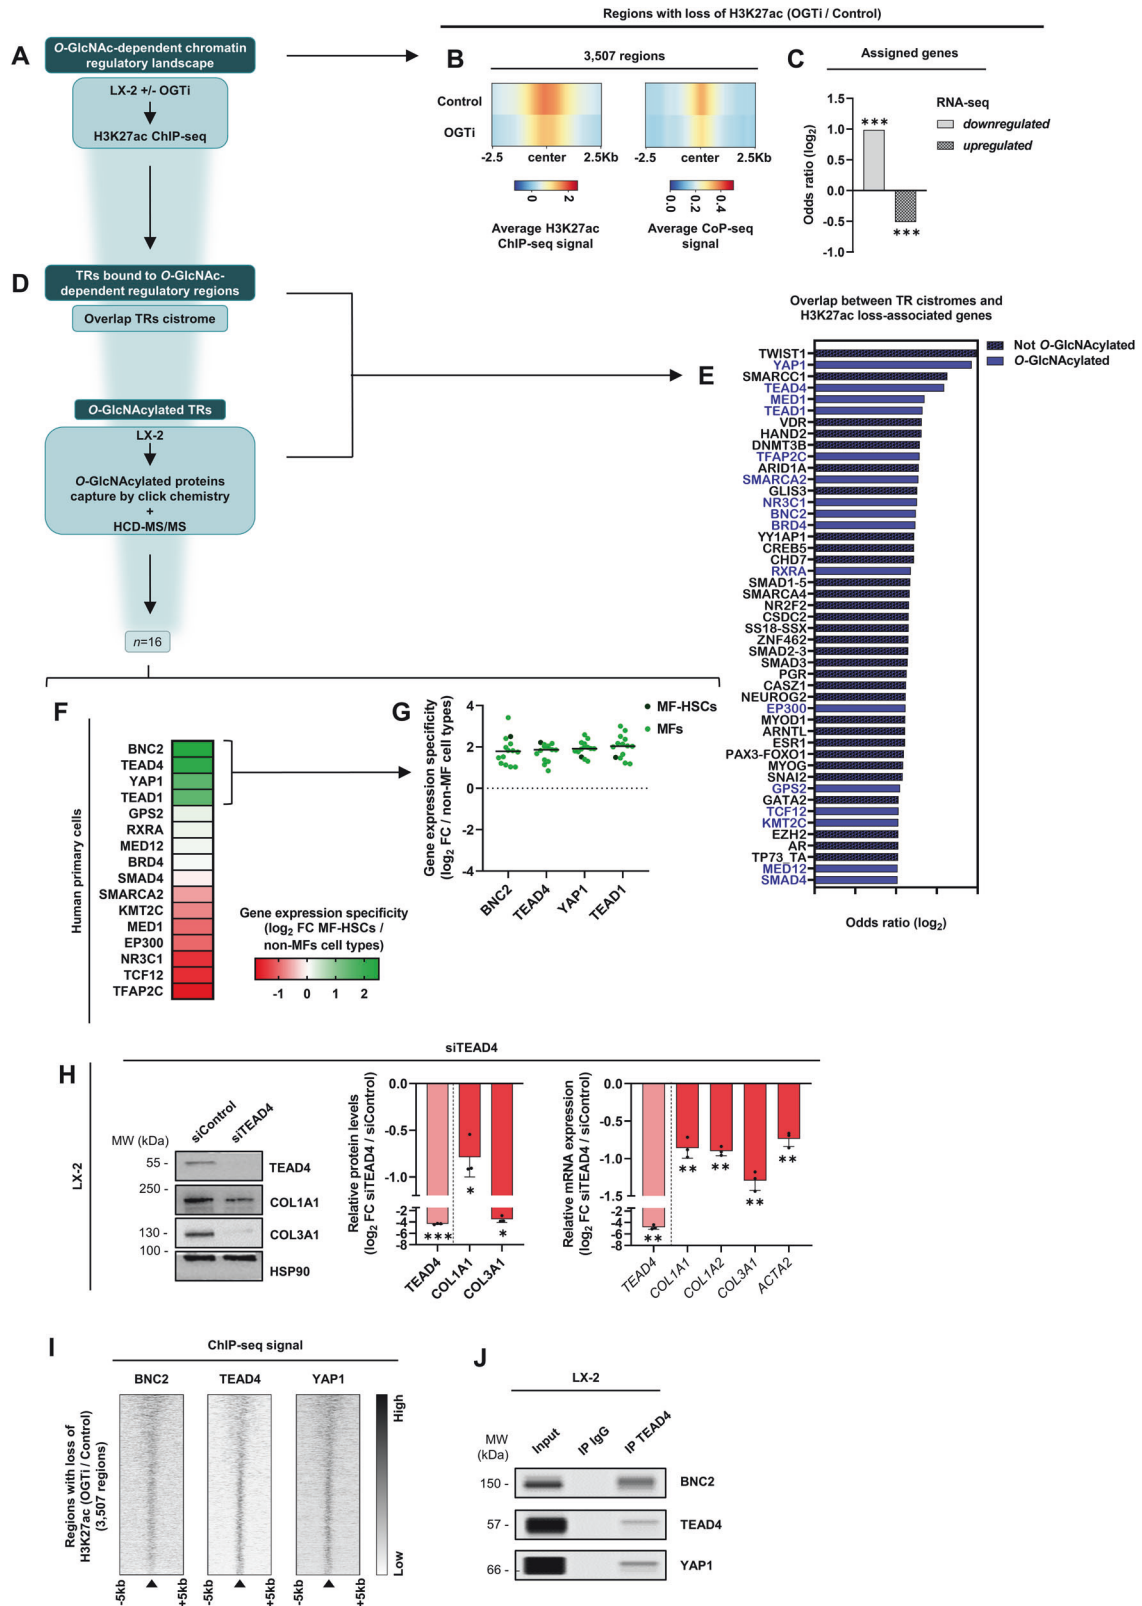 Regions with loss of H3K27ac (OGTi / Control)
A
O-GlcNAc-dependent chromatin
regulatory landscape
LX-2 +/- OGTi
H3K27ac ChIP-seq
B
3,507 regions
Control
OGTi
-2.5
center
2.5Kb
-2.5
center
2.5Kb
0
2
0.0
0.2
0.4
Average H3K27ac
ChIP-seq signal
Average CoP-seq
signal
C
Assigned genes
RNA-seq
downregulated
upregulated
Odds ratio (log2)
1.5
1.0
0.5
0.0
-0.5
-1.0
***
***
D
TRs bound to O-GlcNAc-
dependent regulatory regions
Overlap TRs cistrome
O-GlcNAcylated TRs
LX-2
O-GlcNAcylated proteins
capture by click chemistry
+
HCD-MS/MS
n=16
E
Overlap between TR cistromes and
H3K27ac loss-associated genes
Not O-GlcNAcylated
O-GlcNAcylated
TWIST1
YAP1
SMARCC1
TEAD4
MED1
TEAD1
VDR
HAND2
DNMT3B
TFAP2C
ARID1A
SMARCA2
GLIS3
NR3C1
BNC2
BRD4
YY1AP1
CREB5
CHD7
RXRA
SMAD1-5
SMARCA4
NR2F2
CSDC2
SS18-SSX
ZNF462
SMAD2-3
SMAD3
PGR
CASZ1
NEUROG2
EP300
MYOD1
ARNTL
ESR1
PAX3-FOXO1
MYOG
SNAI2
GPS2
GATA2
TCF12
KMT2C
EZH2
AR
TP73_TA
MED12
SMAD4
Odds ratio (log2)
F
Human primary cells
BNC2
TEAD4
YAP1
TEAD1
GPS2
RXRA
MED12
BRD4
SMAD4
SMARCA2
KMT2C
MED1
EP300
NR3C1
TCF12
TFAP2C
Gene expression specificity
(log2 FC MF-HSCs /
non-MFs cell types)
-1
0
1
2
G
Gene expression specificity
(log2 FC / non-MF cell types)
4
2
0
-2
-4
MF-HSCs
MFs
BNC2
TEAD4
YAP1
TEAD1
siTEAD4
H
LX-2
siControl
siTEAD4
MW (kDa)
55 -
TEAD4
250 -
COL1A1
130 -
COL3A1
100 -
HSP90
Relative protein levels
(log2 FC siTEAD4 / siControl)
0.0
-0.5
-1.0
-2
-4
-6
-8
***
*
*
TEAD4
COL1A1
COL3A1
Relative mRNA expression
(log2 FC siTEAD4 / siControl)
0.0
-0.5
-1.0
-1.5
-2
-4
-6
-8
**
**
**
**
**
TEAD4
COL1A1
COL1A2
COL3A1
ACTA2
I
ChIP-seq signal
BNC2
TEAD4
YAP1
Regions with loss of
H3K27ac (OGTi / Control)
(3,507 regions)
High
Low
-5kb
+5kb
-5kb
+5kb
-5kb
+5kb
J
LX-2
Input
IP IgG
IP TEAD4
MW
(kDa)
150 -
BNC2
57 -
TEAD4
66 -
YAP1